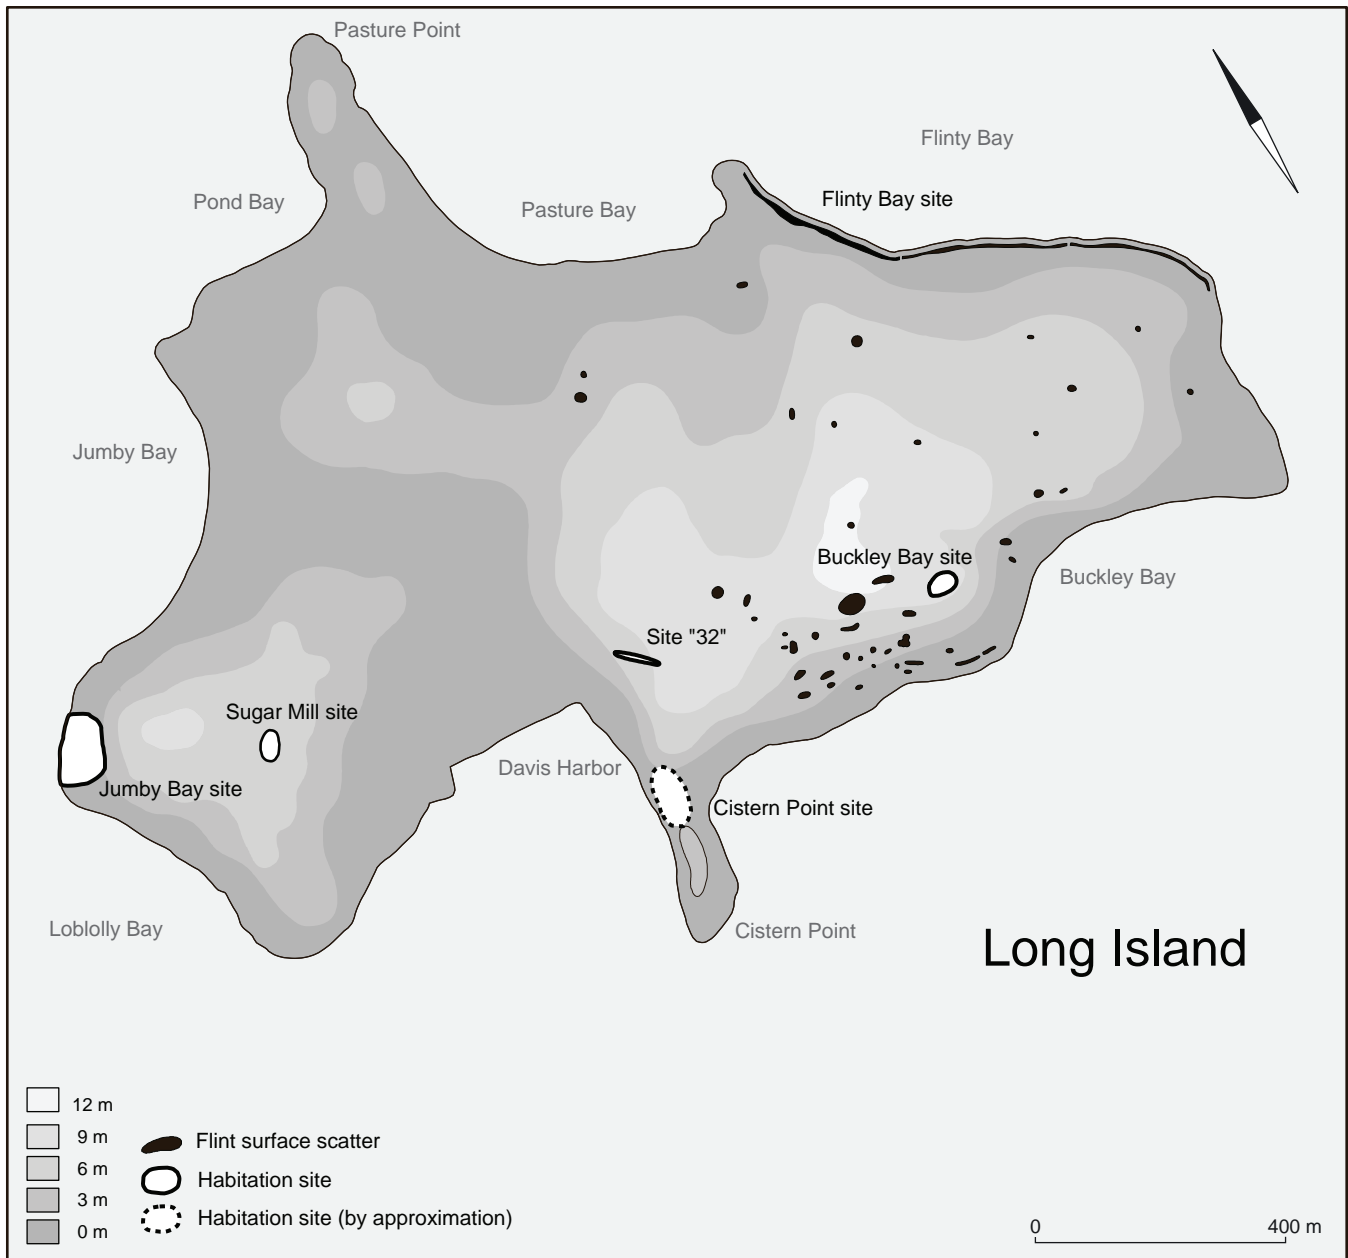 Pasture Point
Flinty Bay
Pond Bay
Flinty Bay site
Pasture Bay
Jumby Bay
Buckley Bay site
Buckley Bay
Site "32"
Sugar Mill site
Davis Harbor
Jumby Bay site
Cistern Point site
Loblolly Bay
Cistern Point
Long Island
12 m
9 m
6 m
3 m
0 m
Flint surface scatter
Habitation site
Habitation site (by approximation)
0 400 m